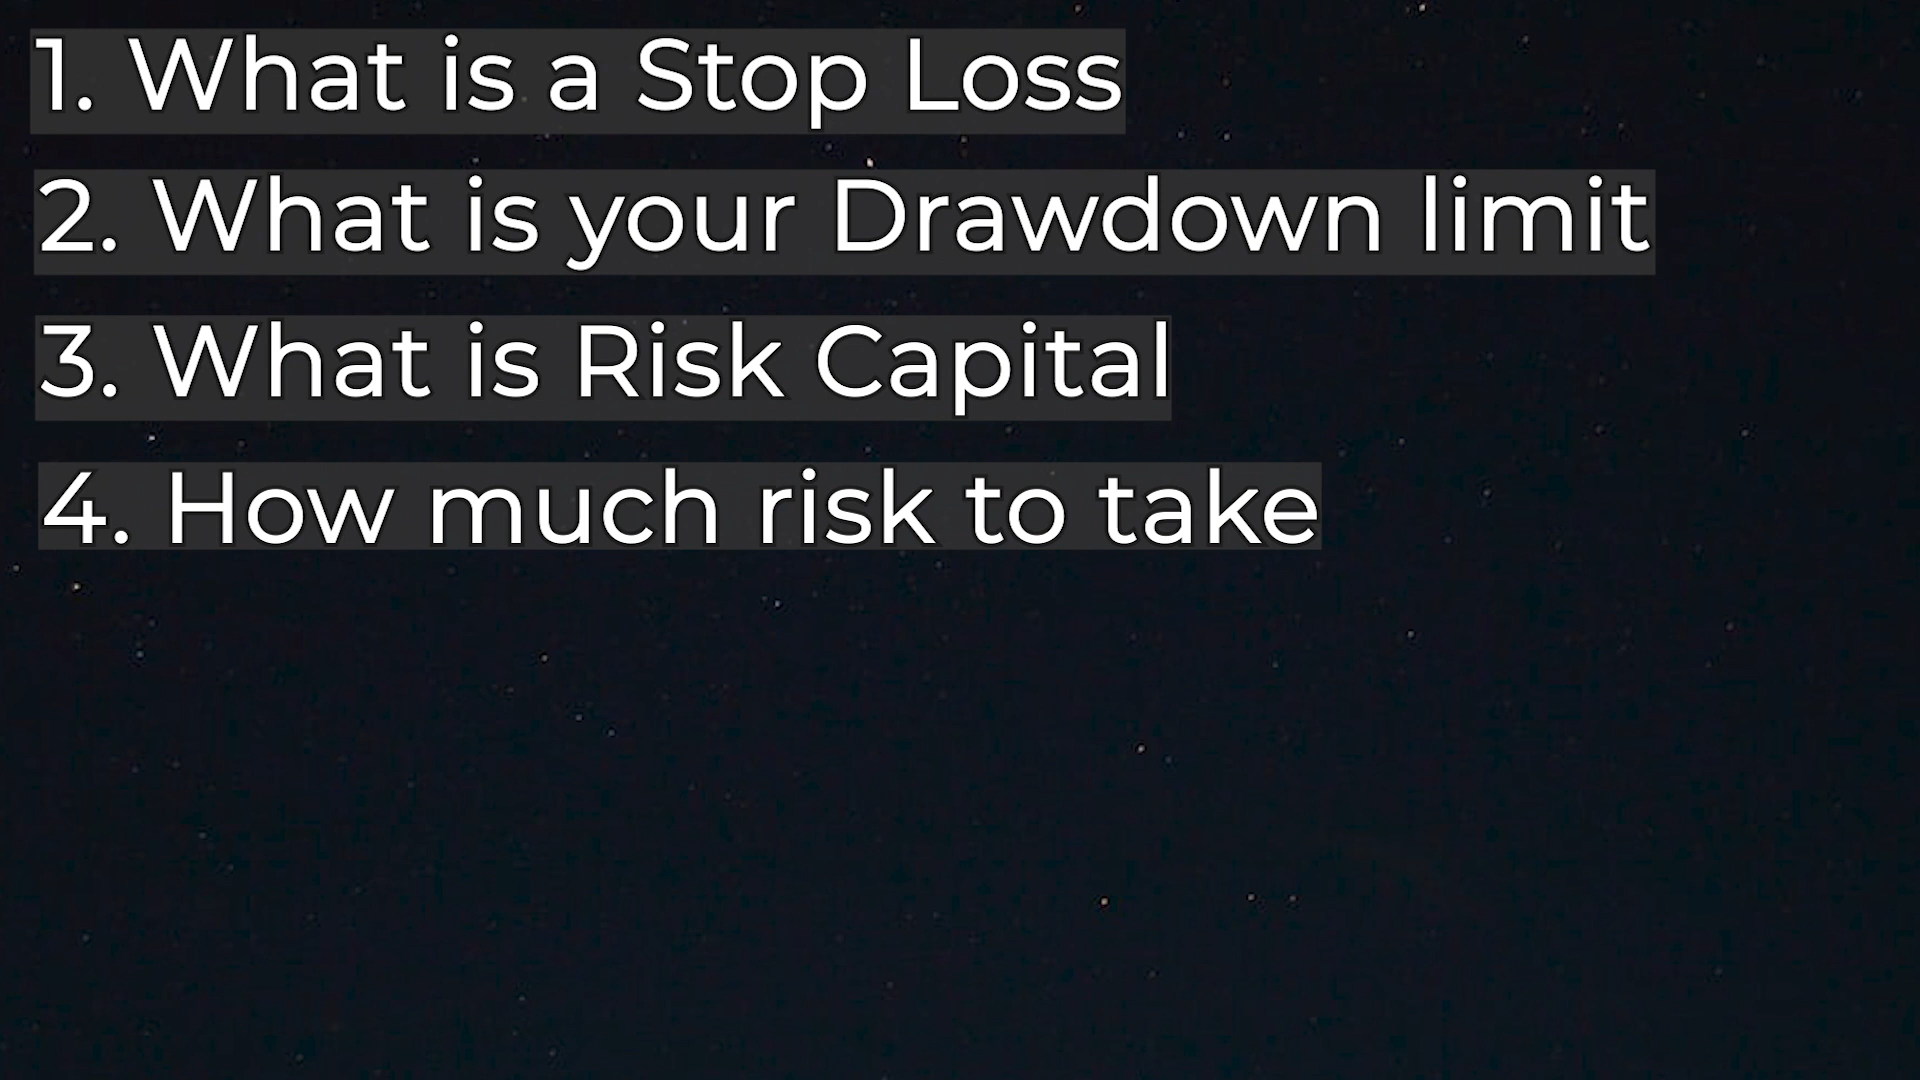 1. What is a Stop Loss
2. What is your Drawdown limit
3. What is Risk Capital
4. How much risk to take